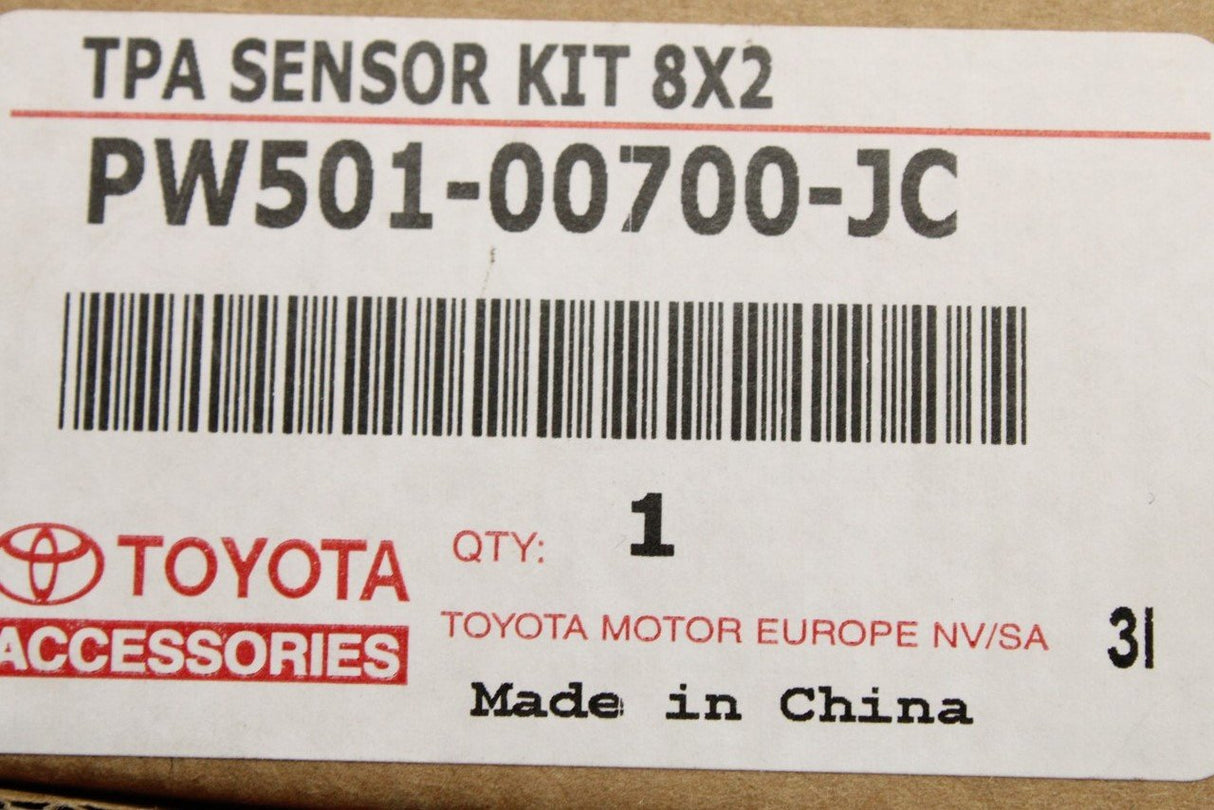 TPA SENSOR KIT 8X2
PW501-00700-JC
QTY: 1
TOYOTA
ACCESSORIES
TOYOTA MOTOR EUROPE NV/SA
3I
Made in China